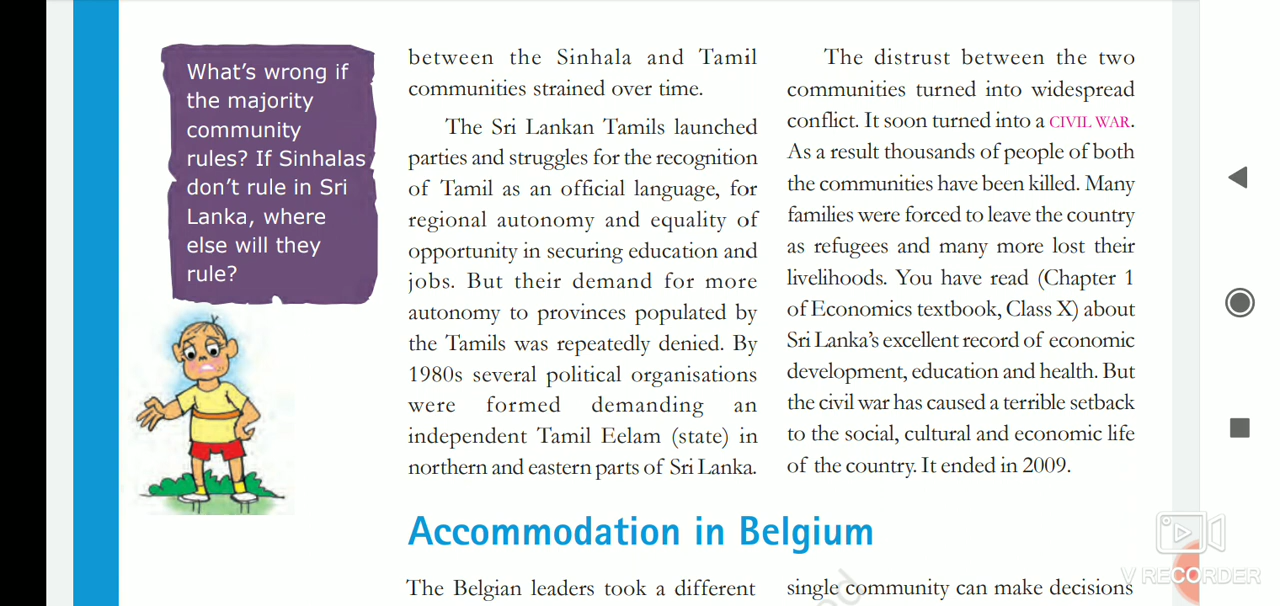 What's wrong if
the majority
community
rules? If Sinhalas
don't rule in Sri
Lanka, where
else will they
rule?
between the Sinhala and Tamil
communities strained over time.
The Sri Lankan Tamils launched
parties and struggles for the recognition
of Tamil as an official language, for
regional autonomy and equality of
opportunity in securing education and
jobs. But their demand for more
autonomy to provinces populated by
the Tamils was repeatedly denied. By
1980s several political organisations
were formed demanding an
independent Tamil Eelam (state) in
northern and eastern parts of Sri Lanka.
The distrust between the two
communities turned into widespread
conflict. It soon turned into a CIVIL WAR.
As a result thousands of people of both
the communities have been killed. Many
families were forced to leave the country
as refugees and many more lost their
livelihoods. You have read (Chapter 1
of Economics textbook, Class X) about
Sri Lanka's excellent record of economic
development, education and health. But
the civil war has caused a terrible setback
to the social, cultural and economic life
of the country. It ended in 2009.
Accommodation in Belgium
The Belgian leaders took a different
single community can make decisions
V RECORDER